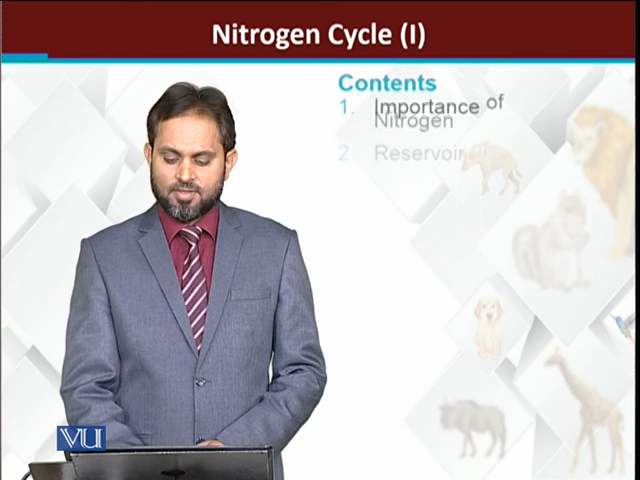 Nitrogen Cycle (I)
Contents
1. Importance of
Nitrogen
2. Reservoir
VU